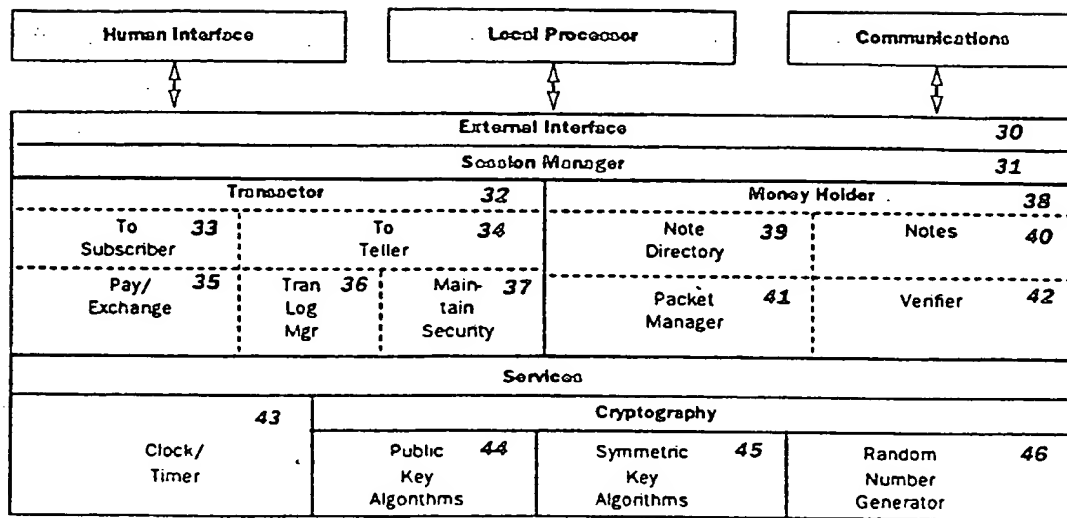 Human Interface
Local Processor
Communications
External Interface 30
Session Manager 31
Transactor 32
Money Holder 38
To 33
Subscriber
To 34
Teller
Note 39
Directory
Notes 40
Pay/ 35
Exchange
Tran 36
Log
Mgr
Main- 37
tain
Security
Packet 41
Manager
Verifier 42
Services
43
Clock/
Timer
Cryptography
Public 44
Key
Algorithms
Symmetric 45
Key
Algorithms
Random 46
Number
Generator